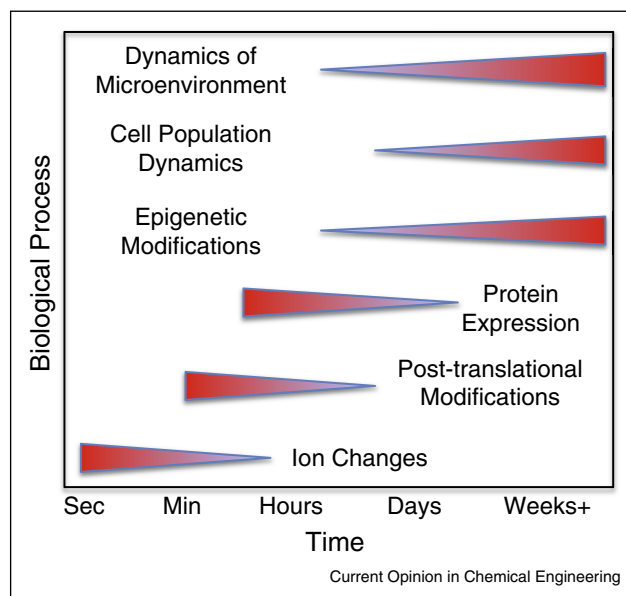 Dynamics of
Microenvironment
Cell Population
Dynamics
Epigenetic
Modifications
Protein
Expression
Post-translational
Modifications
Ion Changes
Biological Process
Sec Min Hours Days Weeks+
Time
Current Opinion in Chemical Engineering